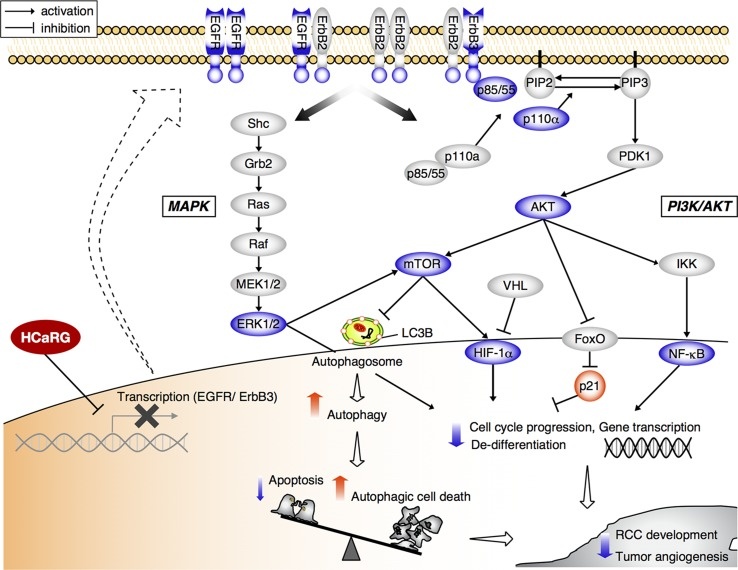 activation
inhibition
EGFR
EGFR
EGFR
ErbB2
ErbB2
ErbB2
ErbB2
ErbB3
p85/55
PIP2
PIP3
p110α
Shc
p110a
p85/55
Grb2
PDK1
MAPK
Ras
AKT
PI3K/AKT
Raf
mTOR
IKK
MEK1/2
VHL
ERK1/2
LC3B
HCaRG
FoxO
Autophagosome
HIF-1α
NF-κB
p21
Transcription (EGFR/ ErbB3)
Autophagy
Cell cycle progression, Gene transcription
De-differentiation
Apoptosis
Autophagic cell death
RCC development
Tumor angiogenesis